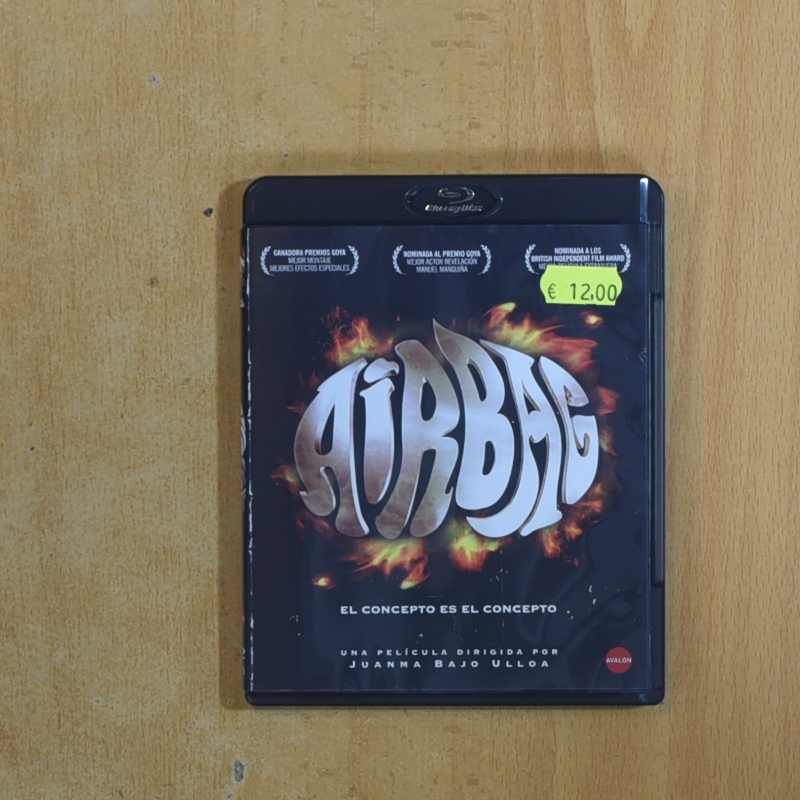 Blu-ray Disc
GANADORA PREMIOS GOYA
MEJOR MONTAJE
MEJORES EFECTOS ESPECIALES
NOMINADA AL PREMIO GOYA
MEJOR ACTOR REVELACIÓN
MANUEL MANQUIÑA
NOMINADA A LOS
BRITISH INDEPENDENT FILM AWARD
€ 12,00
AIRBAG
EL CONCEPTO ES EL CONCEPTO
UNA PELÍCULA DIRIGIDA POR
JUANMA BAJO ULLOA
AVALON